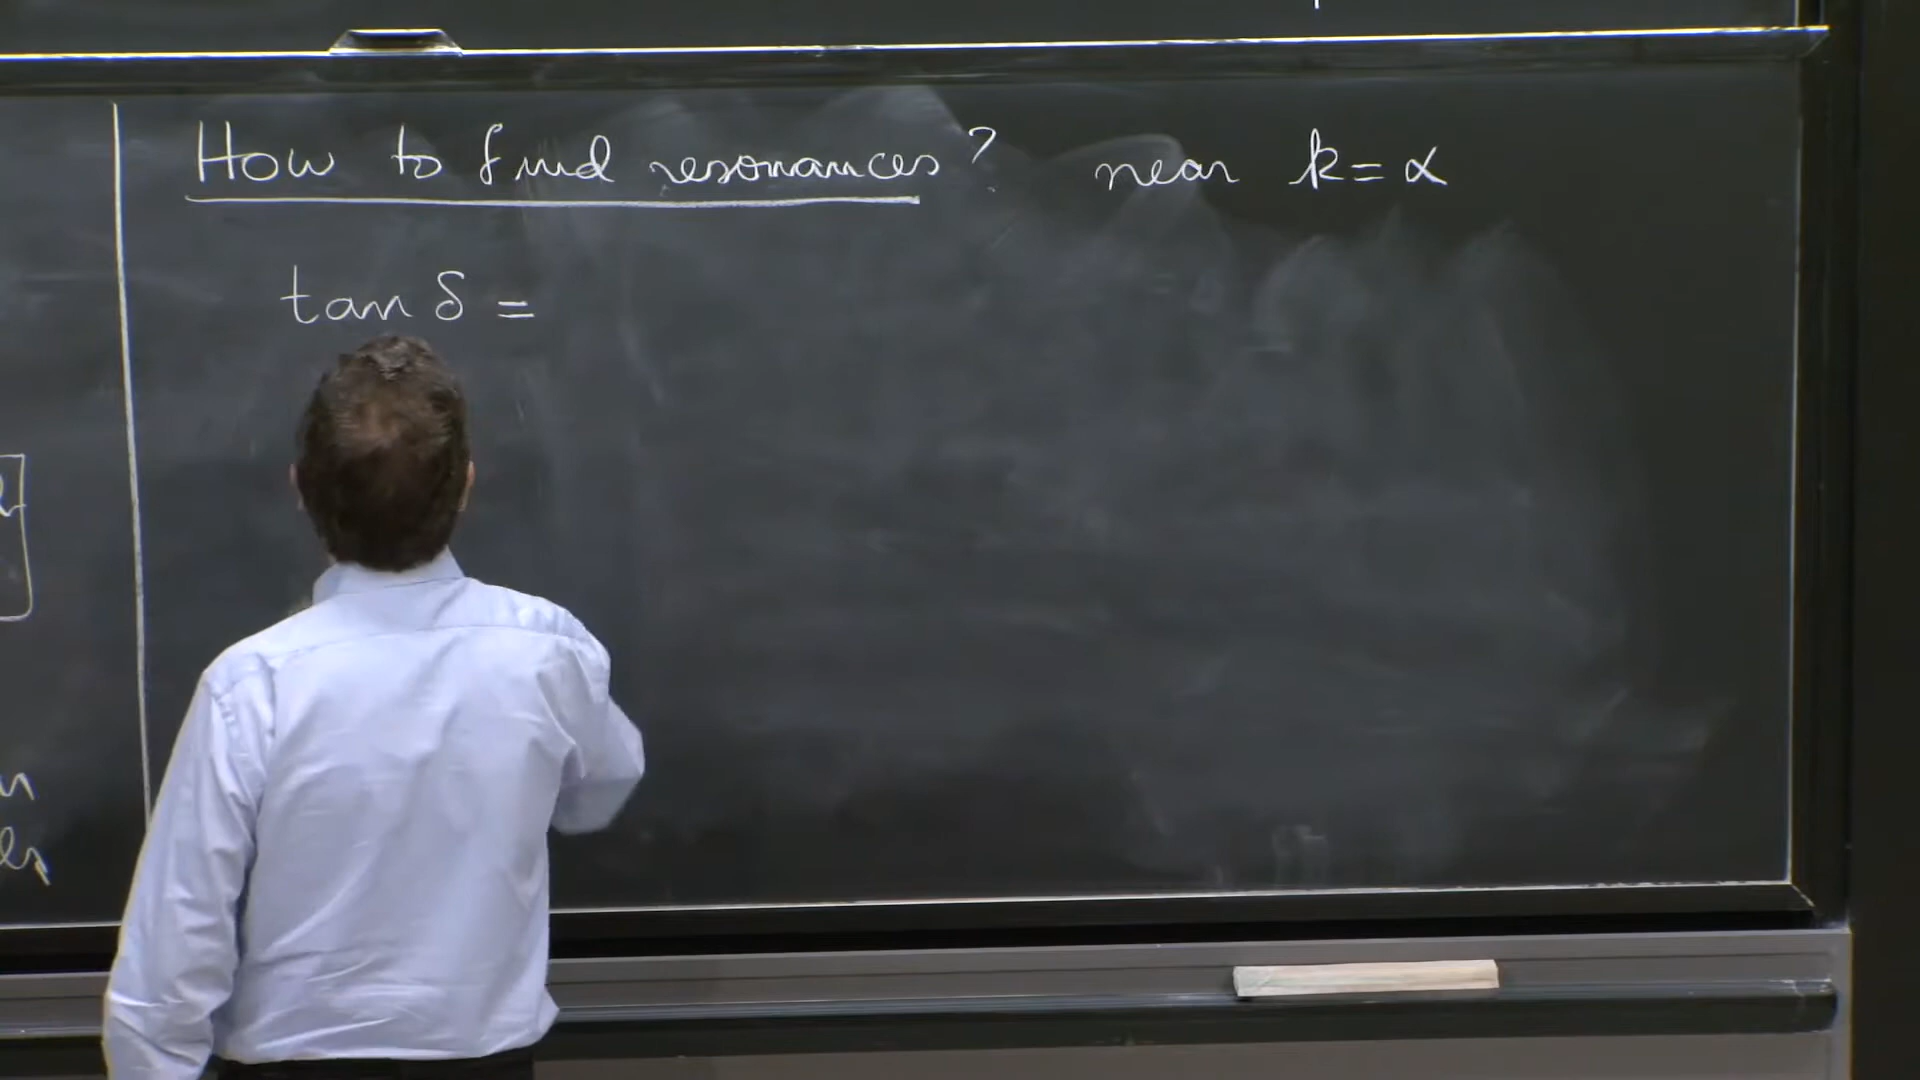 How to find resonances? near k = α
tan δ =